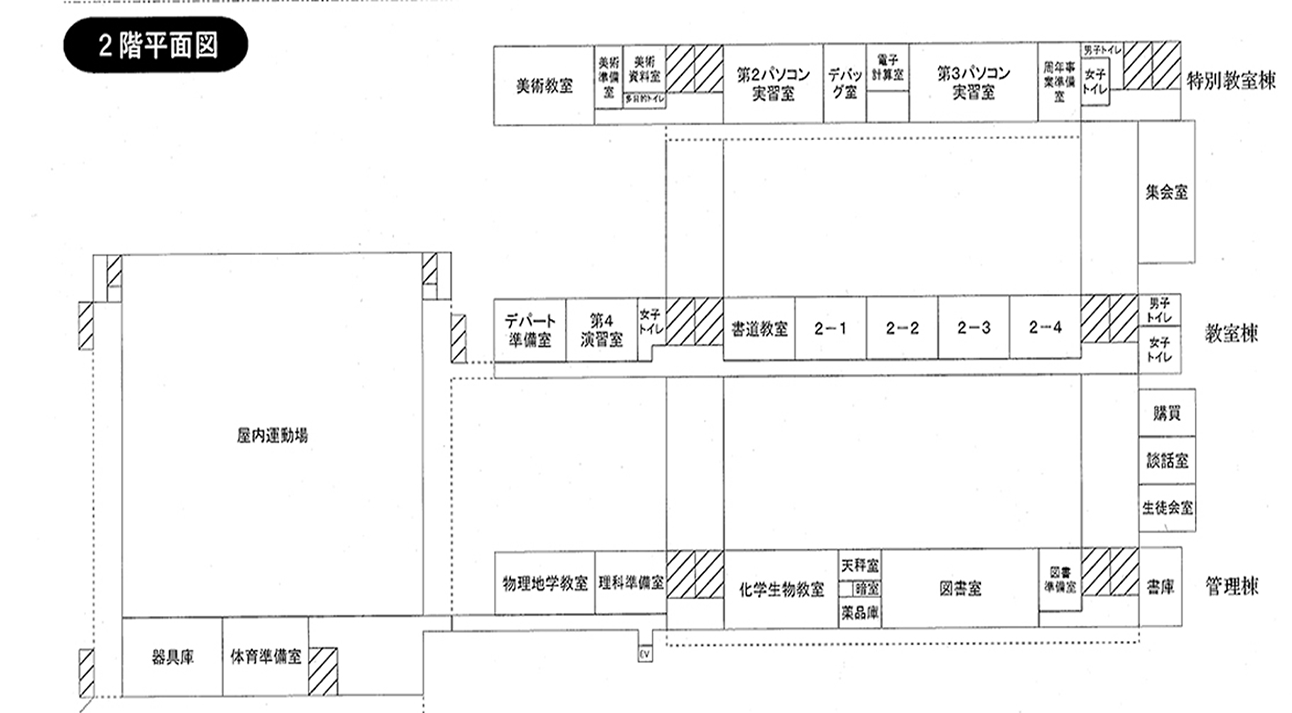 2階平面図
美術教室
美術
準備
室
美術
資料室
多目的トイレ
第2パソコン
実習室
デバッ
グ室
電子
計算室
第3パソコン
実習室
周年事
業準備
室
男子トイレ
女子
トイレ
特別教室棟
集会室
デパート
準備室
第4
演習室
女子
トイレ
書道教室
2-1
2-2
2-3
2-4
男子
トイレ
女子
トイレ
教室棟
屋内運動場
購買
談話室
生徒会室
物理地学教室
理科準備室
化学生物教室
天秤室
暗室
薬品庫
図書室
図書
準備室
書庫
管理棟
器具庫
体育準備室
EV